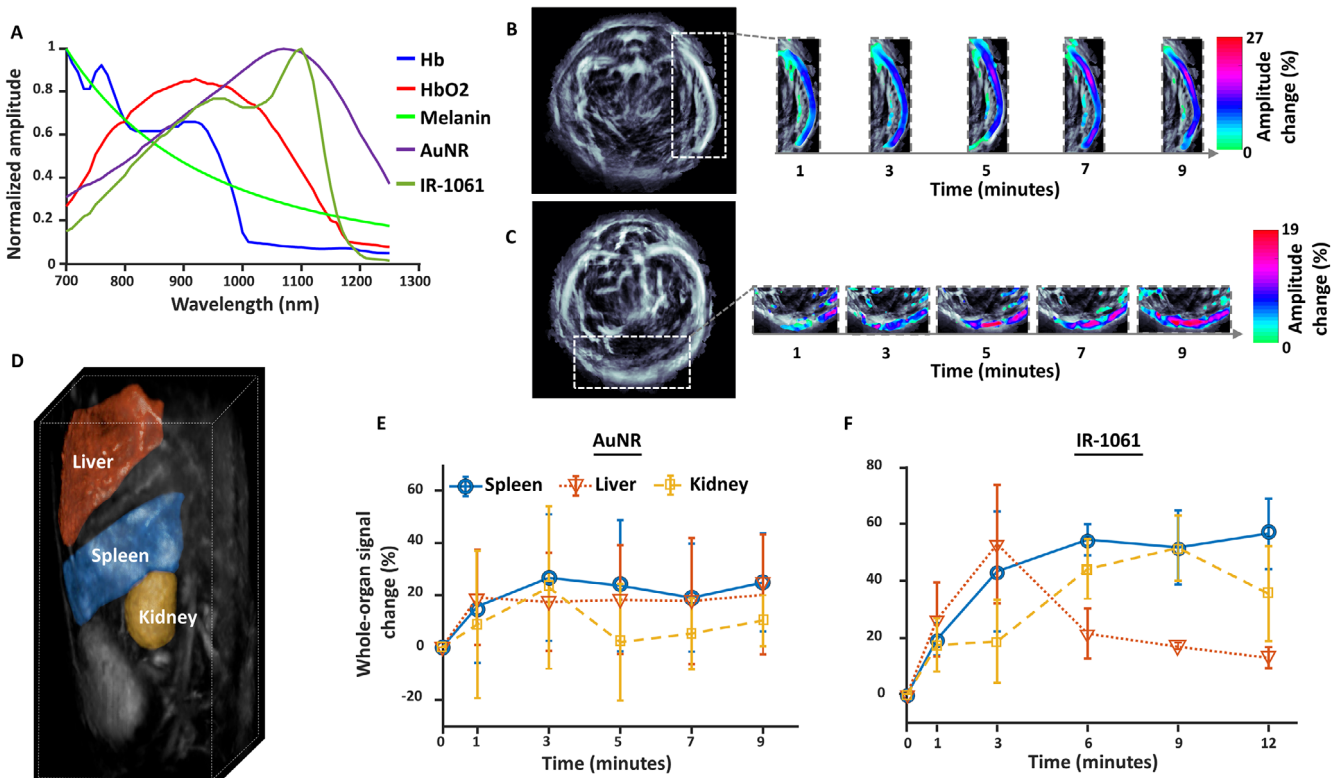 A
Normalized amplitude
1
0.8
0.6
0.4
0.2
0
700
800
900
1000
1100
1200
1300
Wavelength (nm)
Hb
HbO2
Melanin
AuNR
IR-1061
B
1
3
5
7
9
Time (minutes)
27
0
Amplitude
change (%)
C
1
3
5
7
9
Time (minutes)
19
0
Amplitude
change (%)
D
Liver
Spleen
Kidney
E
AuNR
Spleen
Liver
Kidney
Whole-organ signal
change (%)
60
40
20
0
-20
0
1
3
5
7
9
Time (minutes)
F
IR-1061
80
60
40
20
0
0
1
3
6
9
12
Time (minutes)